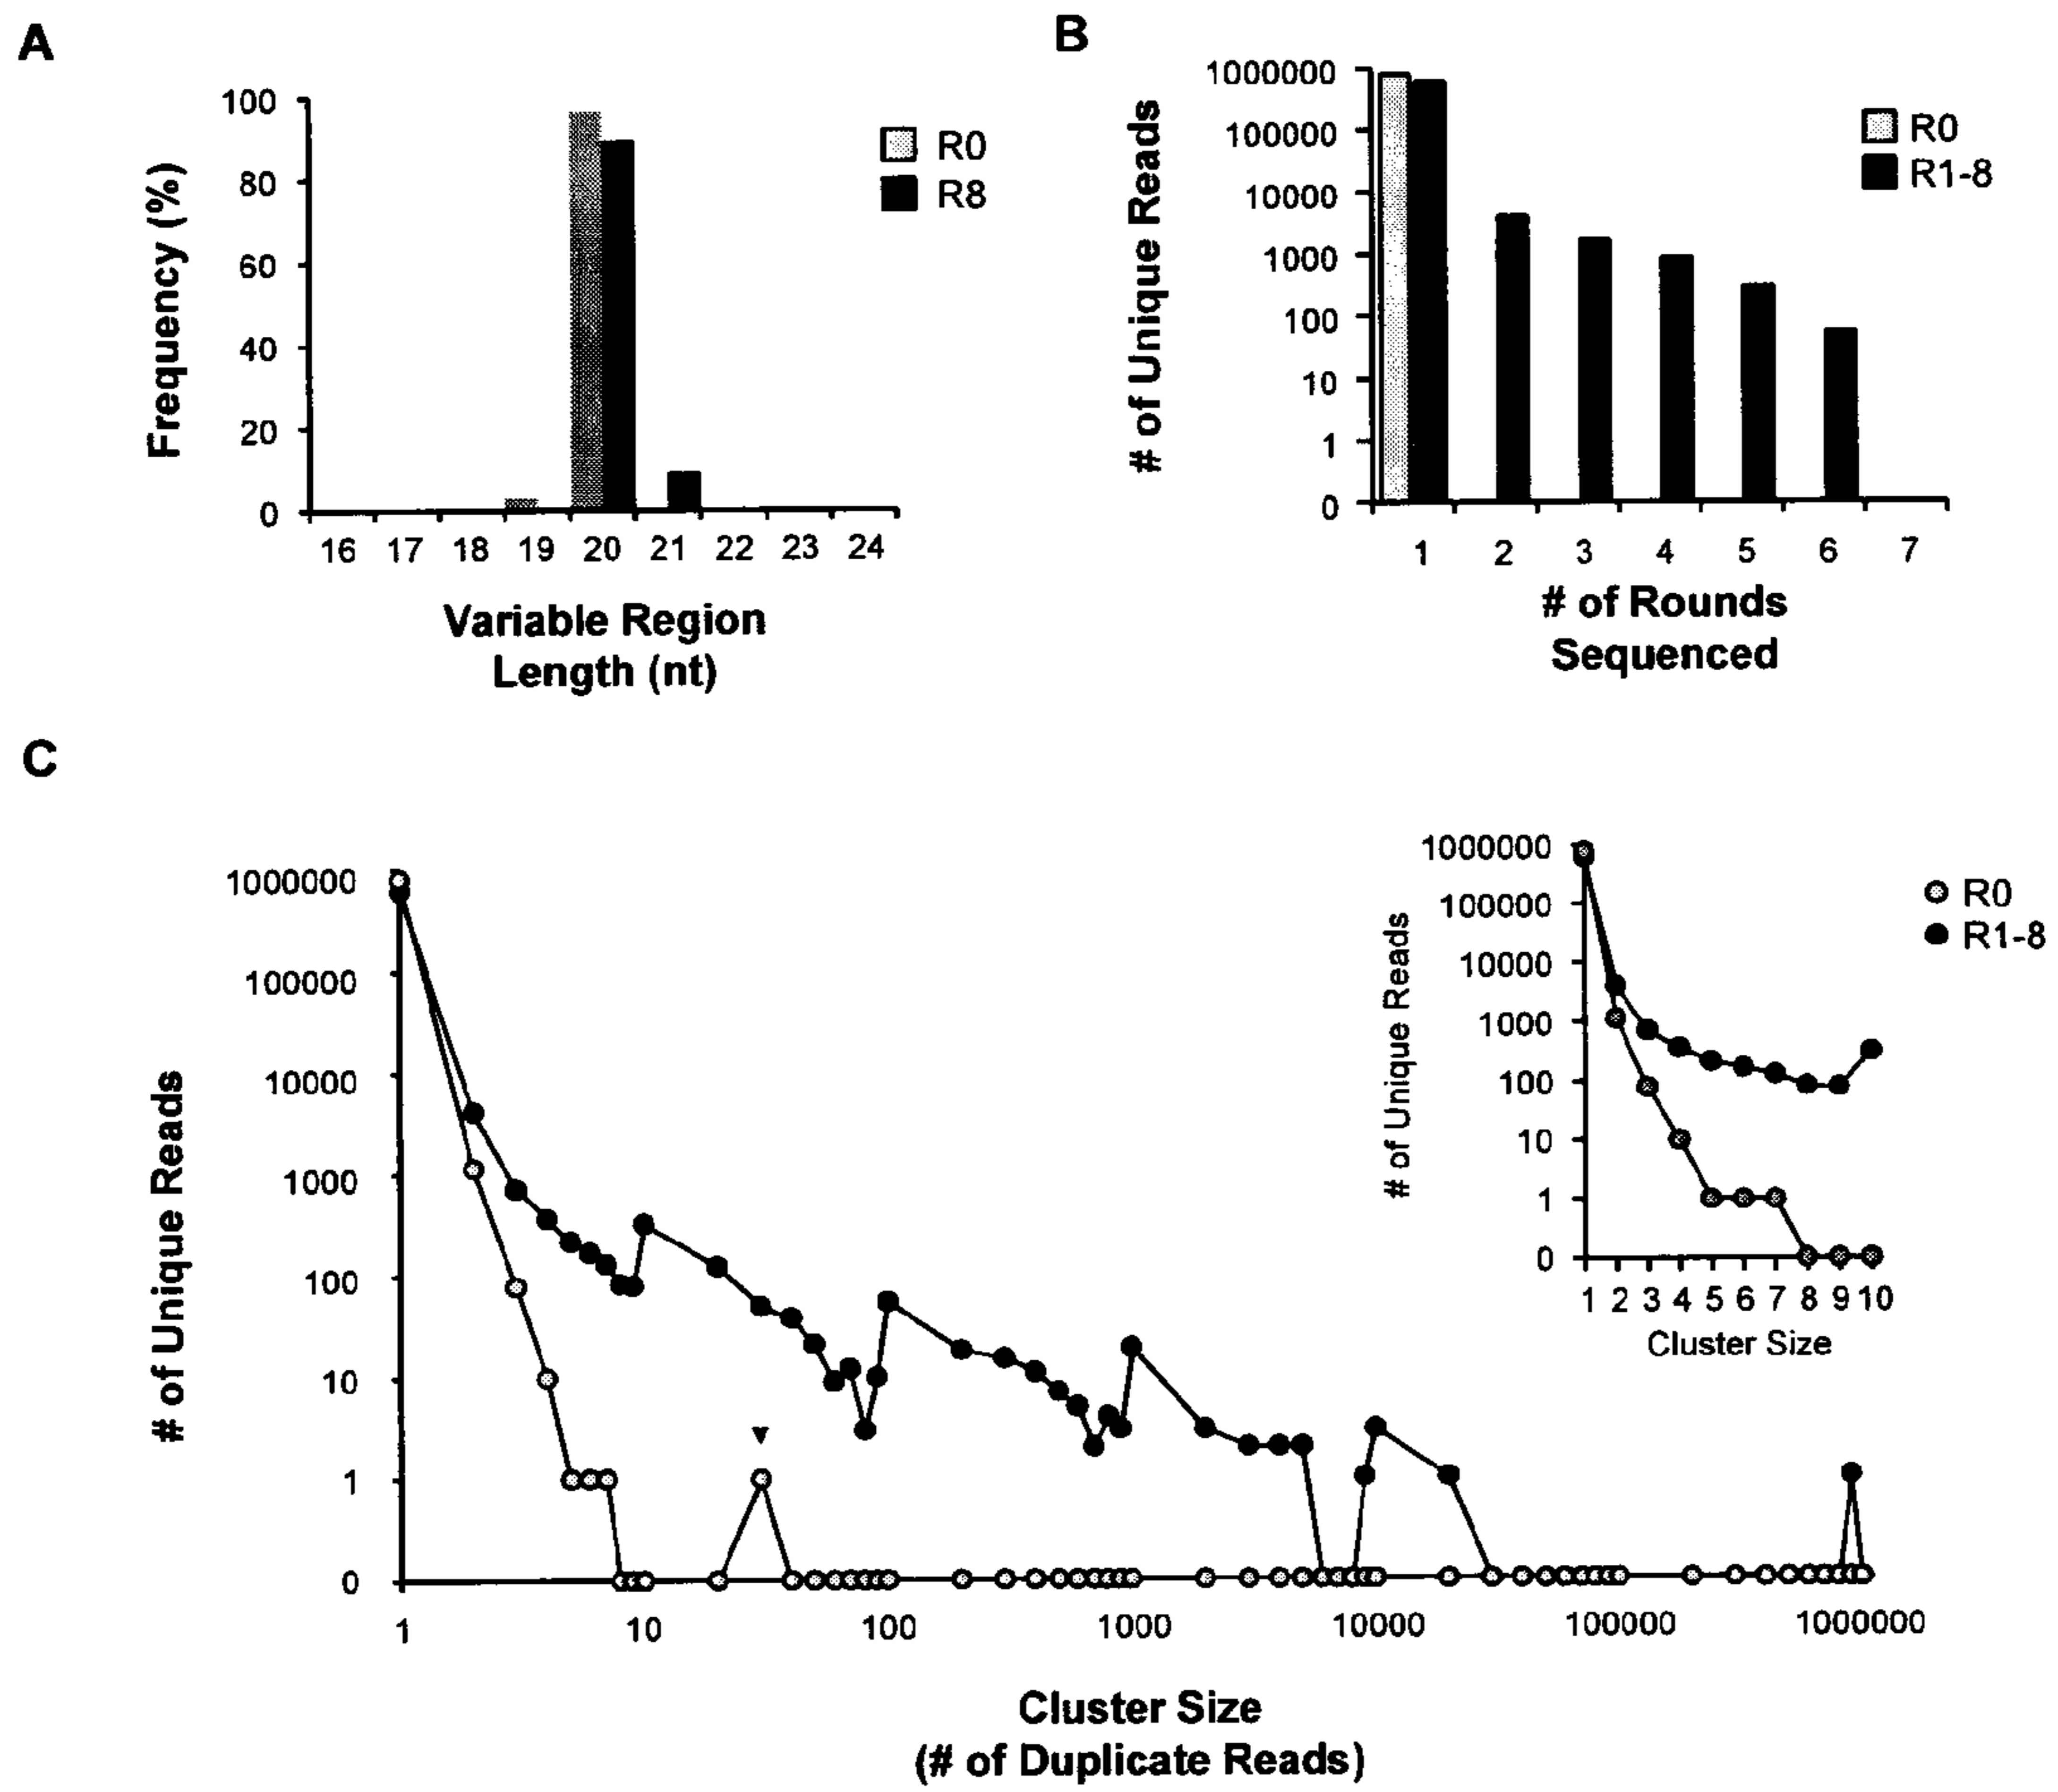 A
100
80
60
40
20
0
Frequency (%)
16 17 18 19 20 21 22 23 24
Variable Region
Length (nt)
R0
R8
B
1000000
100000
10000
1000
100
10
1
0
# of Unique Reads
1 2 3 4 5 6 7
# of Rounds
Sequenced
R0
R1-8
C
1000000
100000
10000
1000
100
10
1
0
# of Unique Reads
1 10 100 1000 10000 100000 1000000
Cluster Size
(# of Duplicate Reads)
1000000
100000
10000
1000
100
10
1
0
# of Unique Reads
1 2 3 4 5 6 7 8 9 10
Cluster Size
R0
R1-8